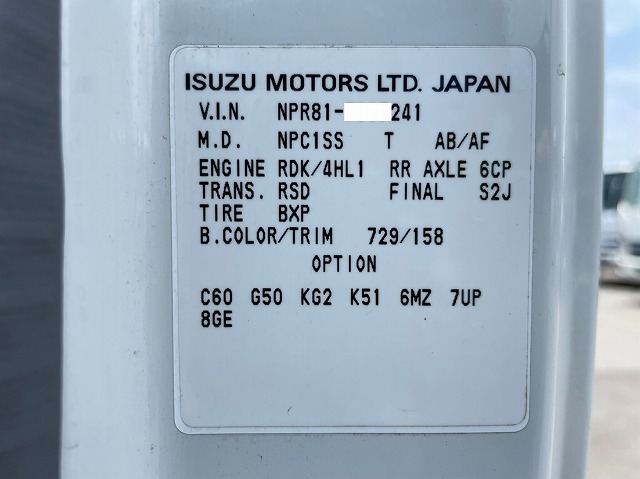 ISUZU MOTORS LTD. JAPAN
V.I.N. NPR81- 241
M.D. NPC1SS T AB/AF
ENGINE RDK/4HL1 RR AXLE 6CP
TRANS. RSD FINAL S2J
TIRE BXP
B.COLOR/TRIM 729/158
OPTION
C60 G50 KG2 K51 6MZ 7UP
8GE